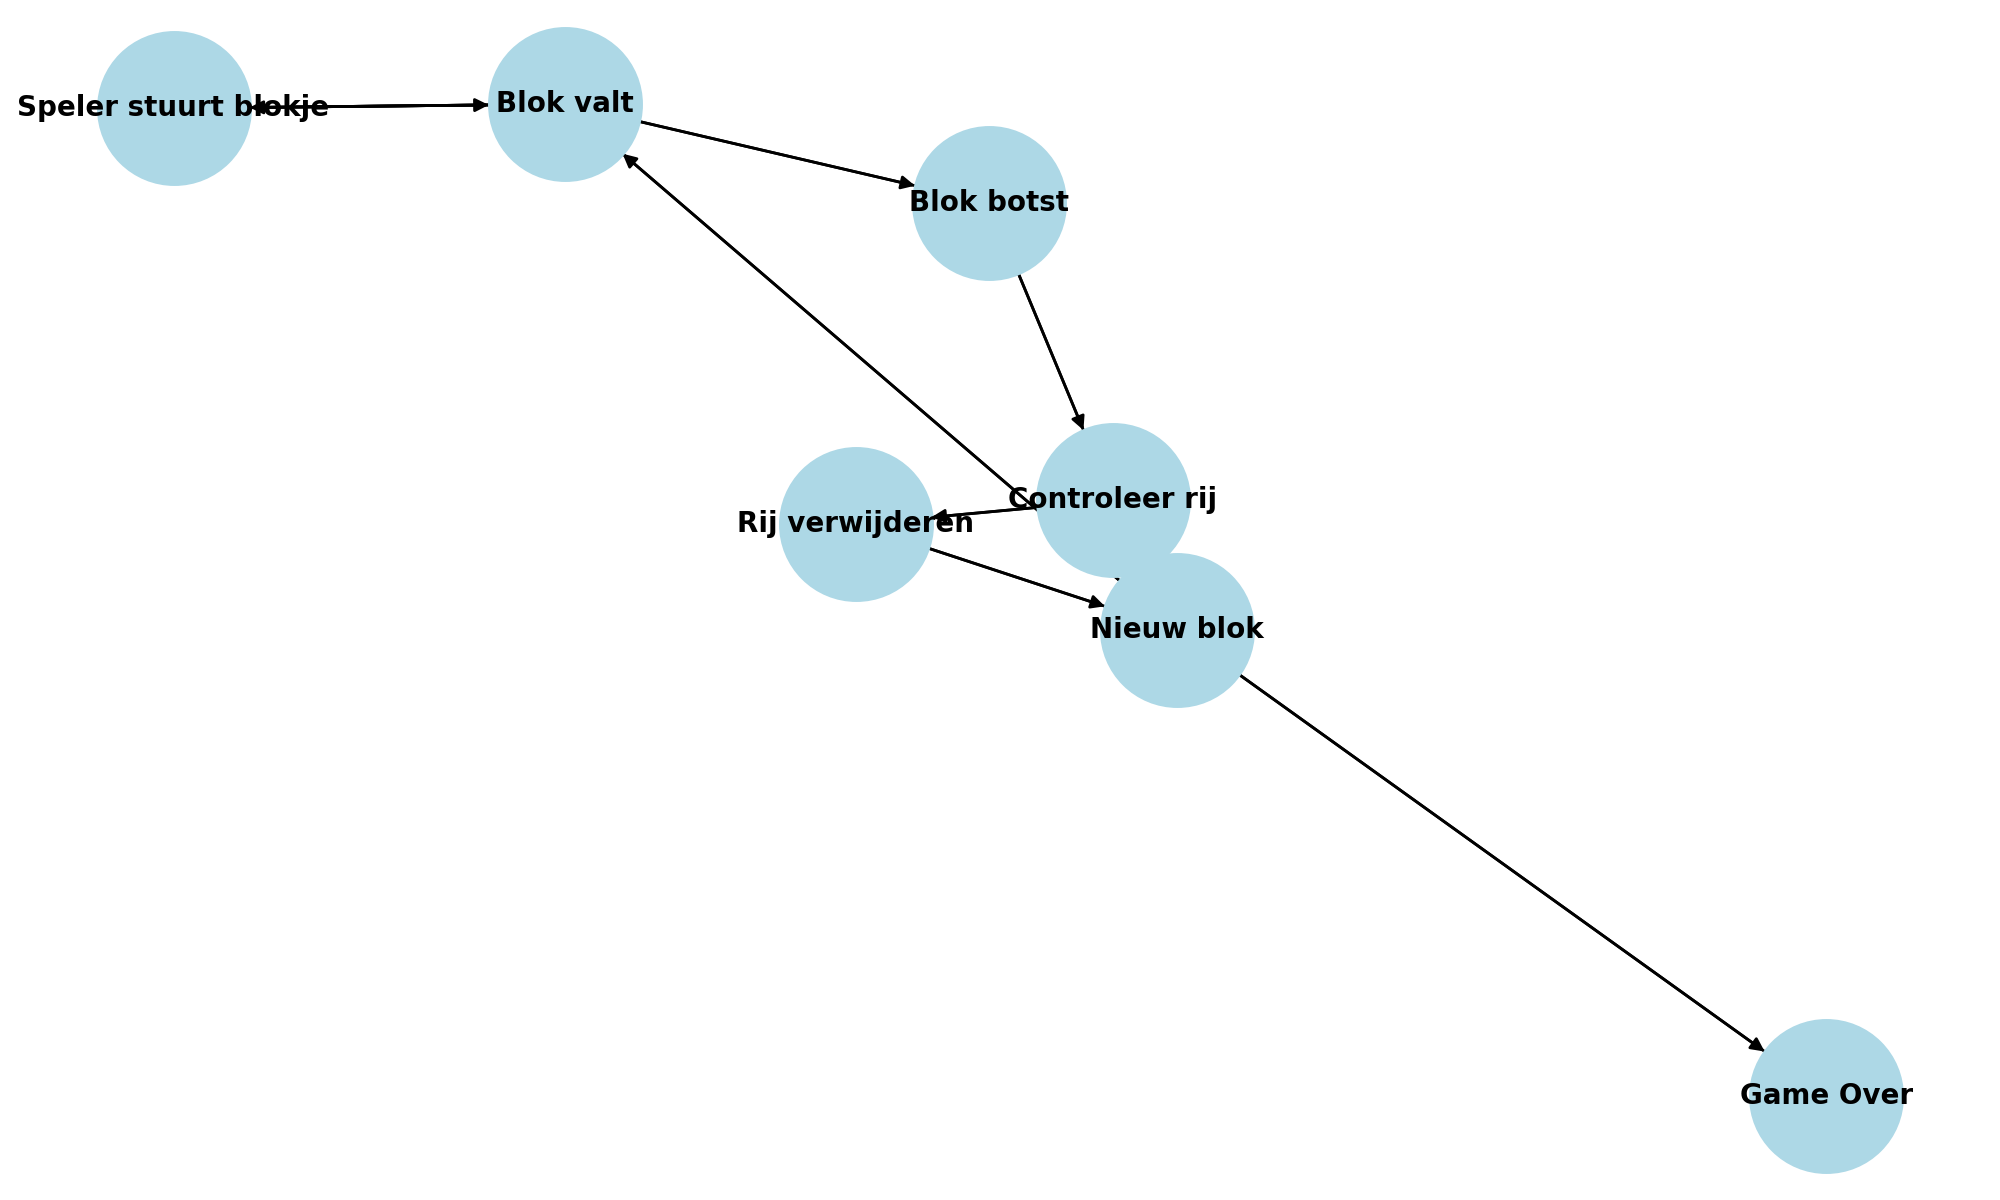 Speler stuurt blokje
Blok valt
Blok botst
Controleer rij
Rij verwijderen
Nieuw blok
Game Over